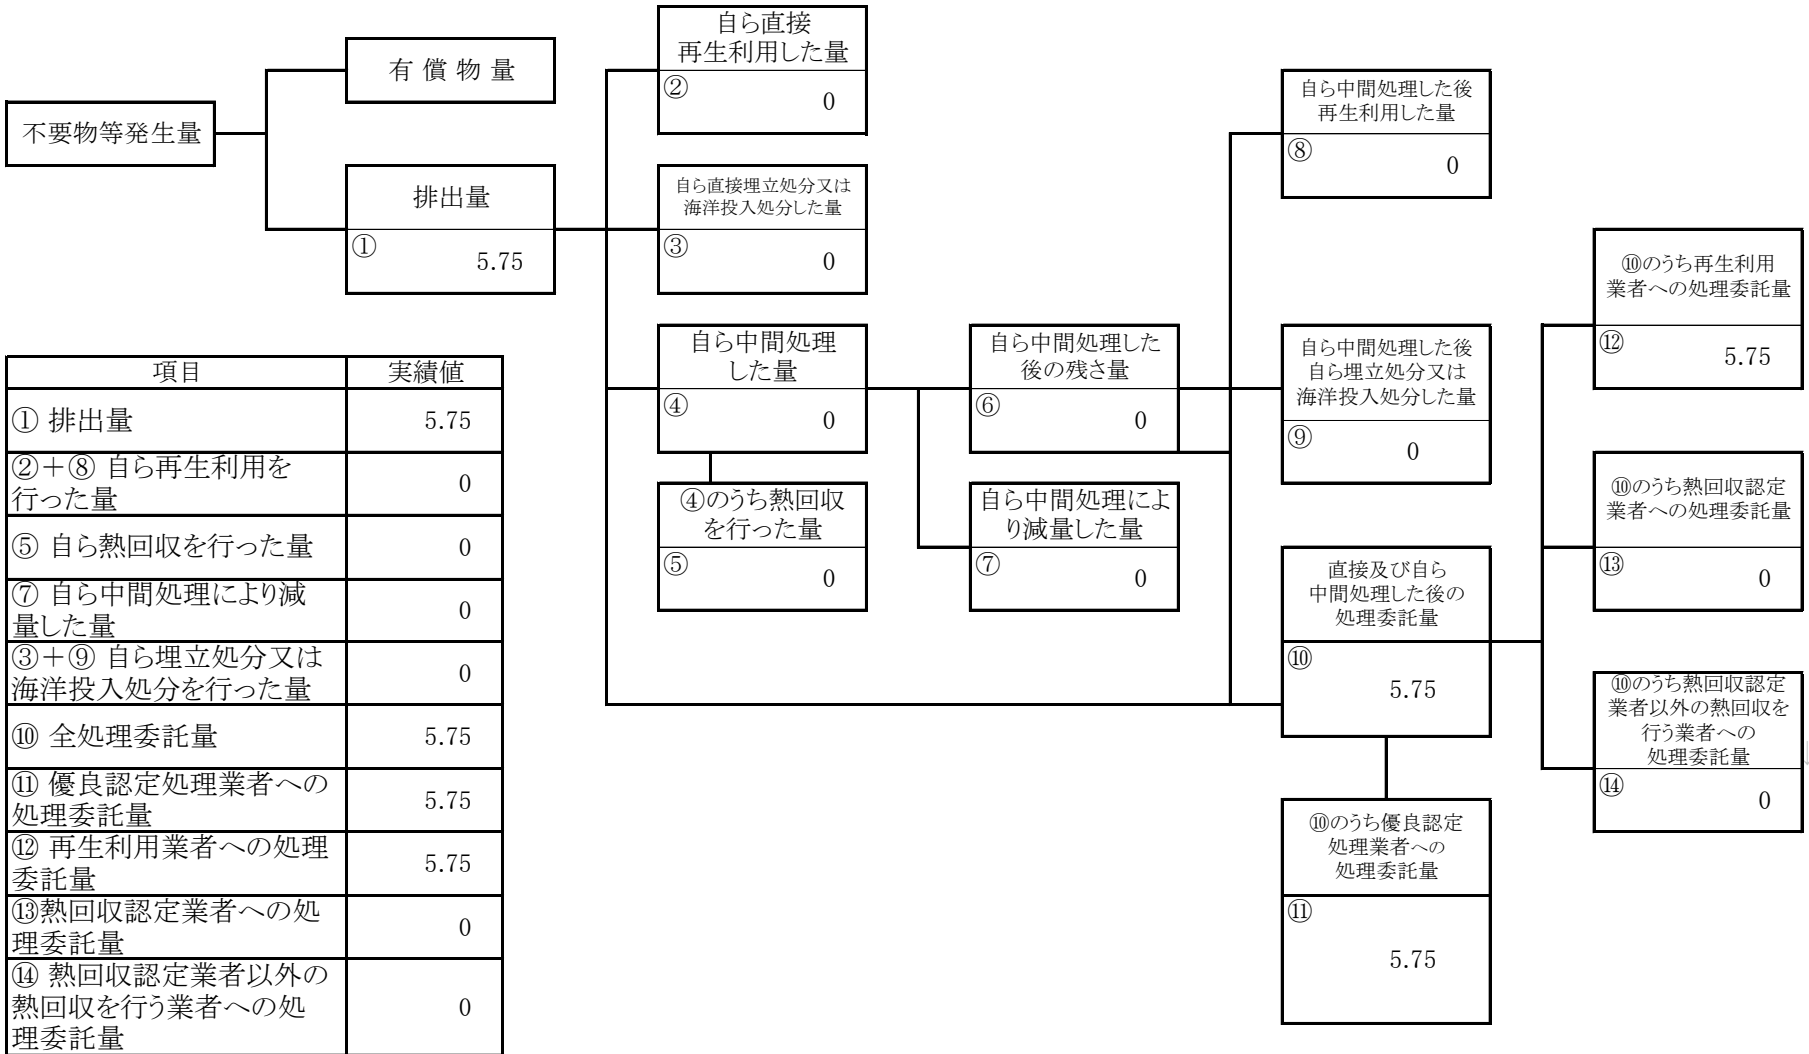 不要物等発生量
有償物量
排出量
①
5.75
自ら直接
再生利用した量
②
0
自ら直接埋立処分又は
海洋投入処分した量
③
0
自ら中間処理
した量
④
0
④のうち熱回収
を行った量
⑤
0
自ら中間処理した
後の残さ量
⑥
0
自ら中間処理によ
り減量した量
⑦
0
自ら中間処理した後
再生利用した量
⑧
0
自ら中間処理した後
自ら埋立処分又は
海洋投入処分した量
⑨
0
直接及び自ら
中間処理した後の
処理委託量
⑩
5.75
⑩のうち優良認定
処理業者への
処理委託量
⑪
5.75
⑩のうち再生利用
業者への処理委託量
⑫
5.75
⑩のうち熱回収認定
業者への処理委託量
⑬
0
⑩のうち熱回収認定
業者以外の熱回収を
行う業者への
処理委託量
⑭
0
項目 実績値
① 排出量 5.75
②＋⑧ 自ら再生利用を
行った量 0
⑤ 自ら熱回収を行った量 0
⑦ 自ら中間処理により減
量した量 0
③＋⑨ 自ら埋立処分又は
海洋投入処分を行った量 0
⑩ 全処理委託量 5.75
⑪ 優良認定処理業者への
処理委託量 5.75
⑫ 再生利用業者への処理
委託量 5.75
⑬熱回収認定業者への処
理委託量 0
⑭ 熱回収認定業者以外の
熱回収を行う業者への処
理委託量 0